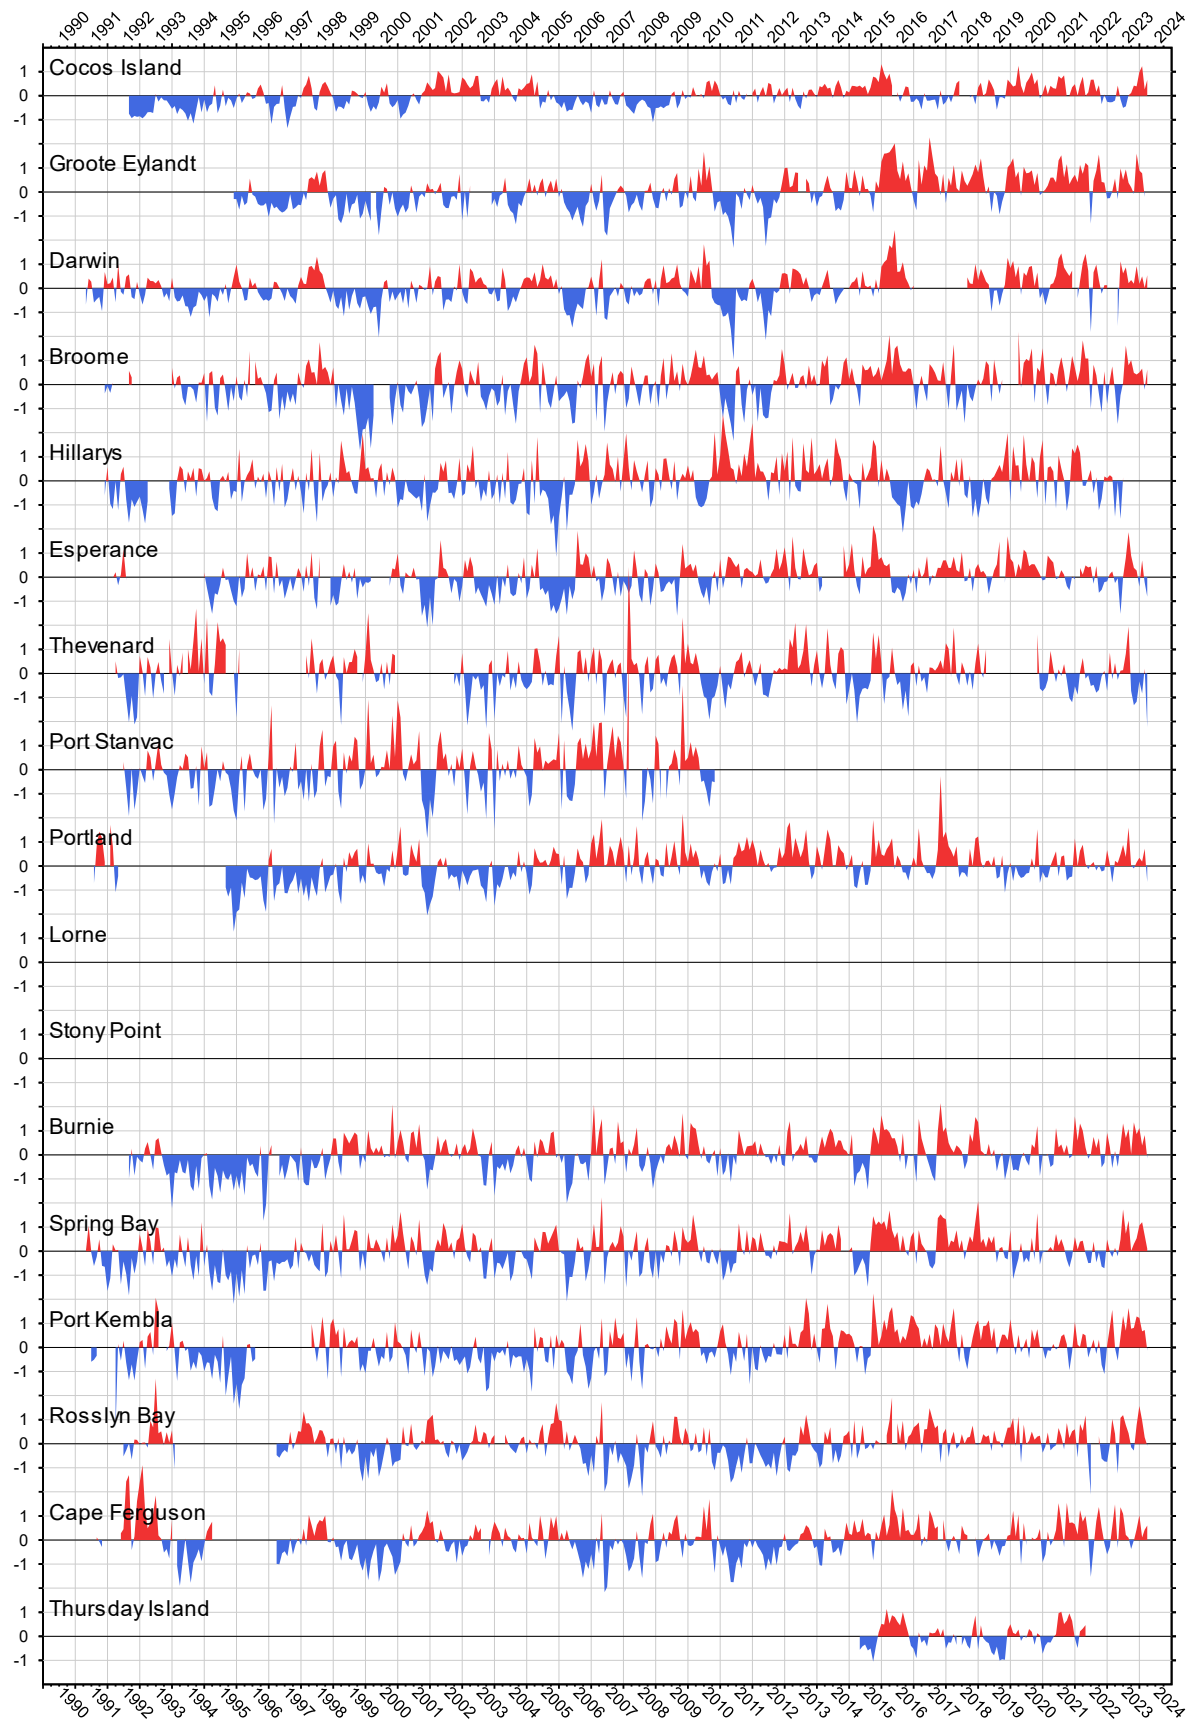 1990 1991 1992 1993 1994 1995 1996 1997 1998 1999 2000 2001 2002 2003 2004 2005 2006 2007 2008 2009 2010 2011 2012 2013 2014 2015 2016 2017 2018 2019 2020 2021 2022 2023 2024
Cocos Island
1
0
-1
Groote Eylandt
1
0
-1
Darwin
1
0
-1
Broome
1
0
-1
Hillarys
1
0
-1
Esperance
1
0
-1
Thevenard
1
0
-1
Port Stanvac
1
0
-1
Portland
1
0
-1
Lorne
1
0
-1
Stony Point
1
0
-1
Burnie
1
0
-1
Spring Bay
1
0
-1
Port Kembla
1
0
-1
Rosslyn Bay
1
0
-1
Cape Ferguson
1
0
-1
Thursday Island
1
0
-1
1990 1991 1992 1993 1994 1995 1996 1997 1998 1999 2000 2001 2002 2003 2004 2005 2006 2007 2008 2009 2010 2011 2012 2013 2014 2015 2016 2017 2018 2019 2020 2021 2022 2023 2024